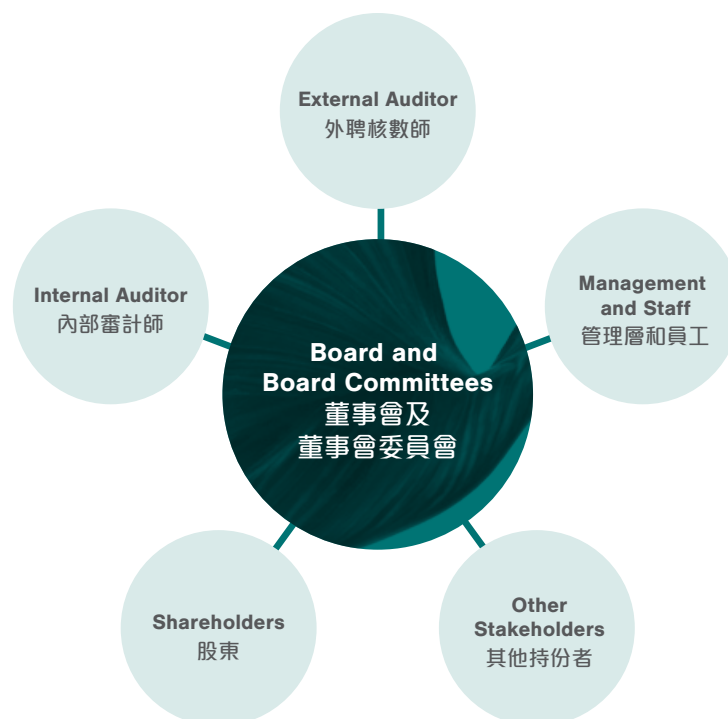 External Auditor
外聘核數師
Internal Auditor
內部審計師
Management
and Staff
管理層和員工
Board and
Board Committees
董事會及
董事會委員會
Shareholders
股東
Other
Stakeholders
其他持份者